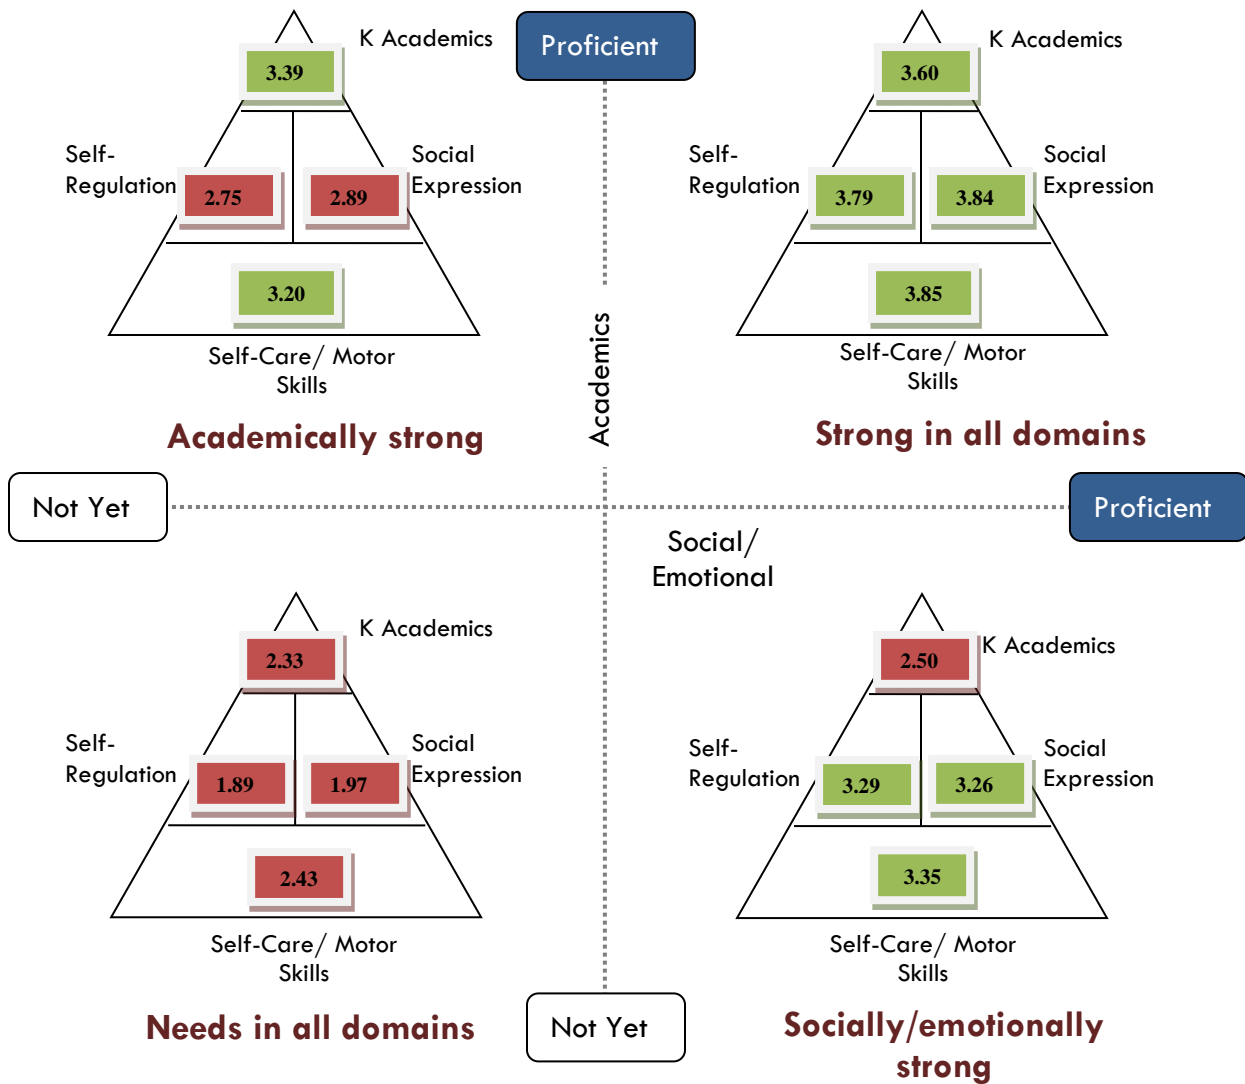 K Academics
3.39
Self-
Regulation
Social
Expression
2.75
2.89
3.20
Self-Care/ Motor
Skills
Academically strong
Proficient
Academics
K Academics
3.60
Self-
Regulation
Social
Expression
3.79
3.84
3.85
Self-Care/ Motor
Skills
Strong in all domains
Not Yet
Proficient
Social/
Emotional
K Academics
2.33
Self-
Regulation
Social
Expression
1.89
1.97
2.43
Self-Care/ Motor
Skills
Needs in all domains
Not Yet
K Academics
2.50
Self-
Regulation
Social
Expression
3.29
3.26
3.35
Self-Care/ Motor
Skills
Socially/emotionally
strong